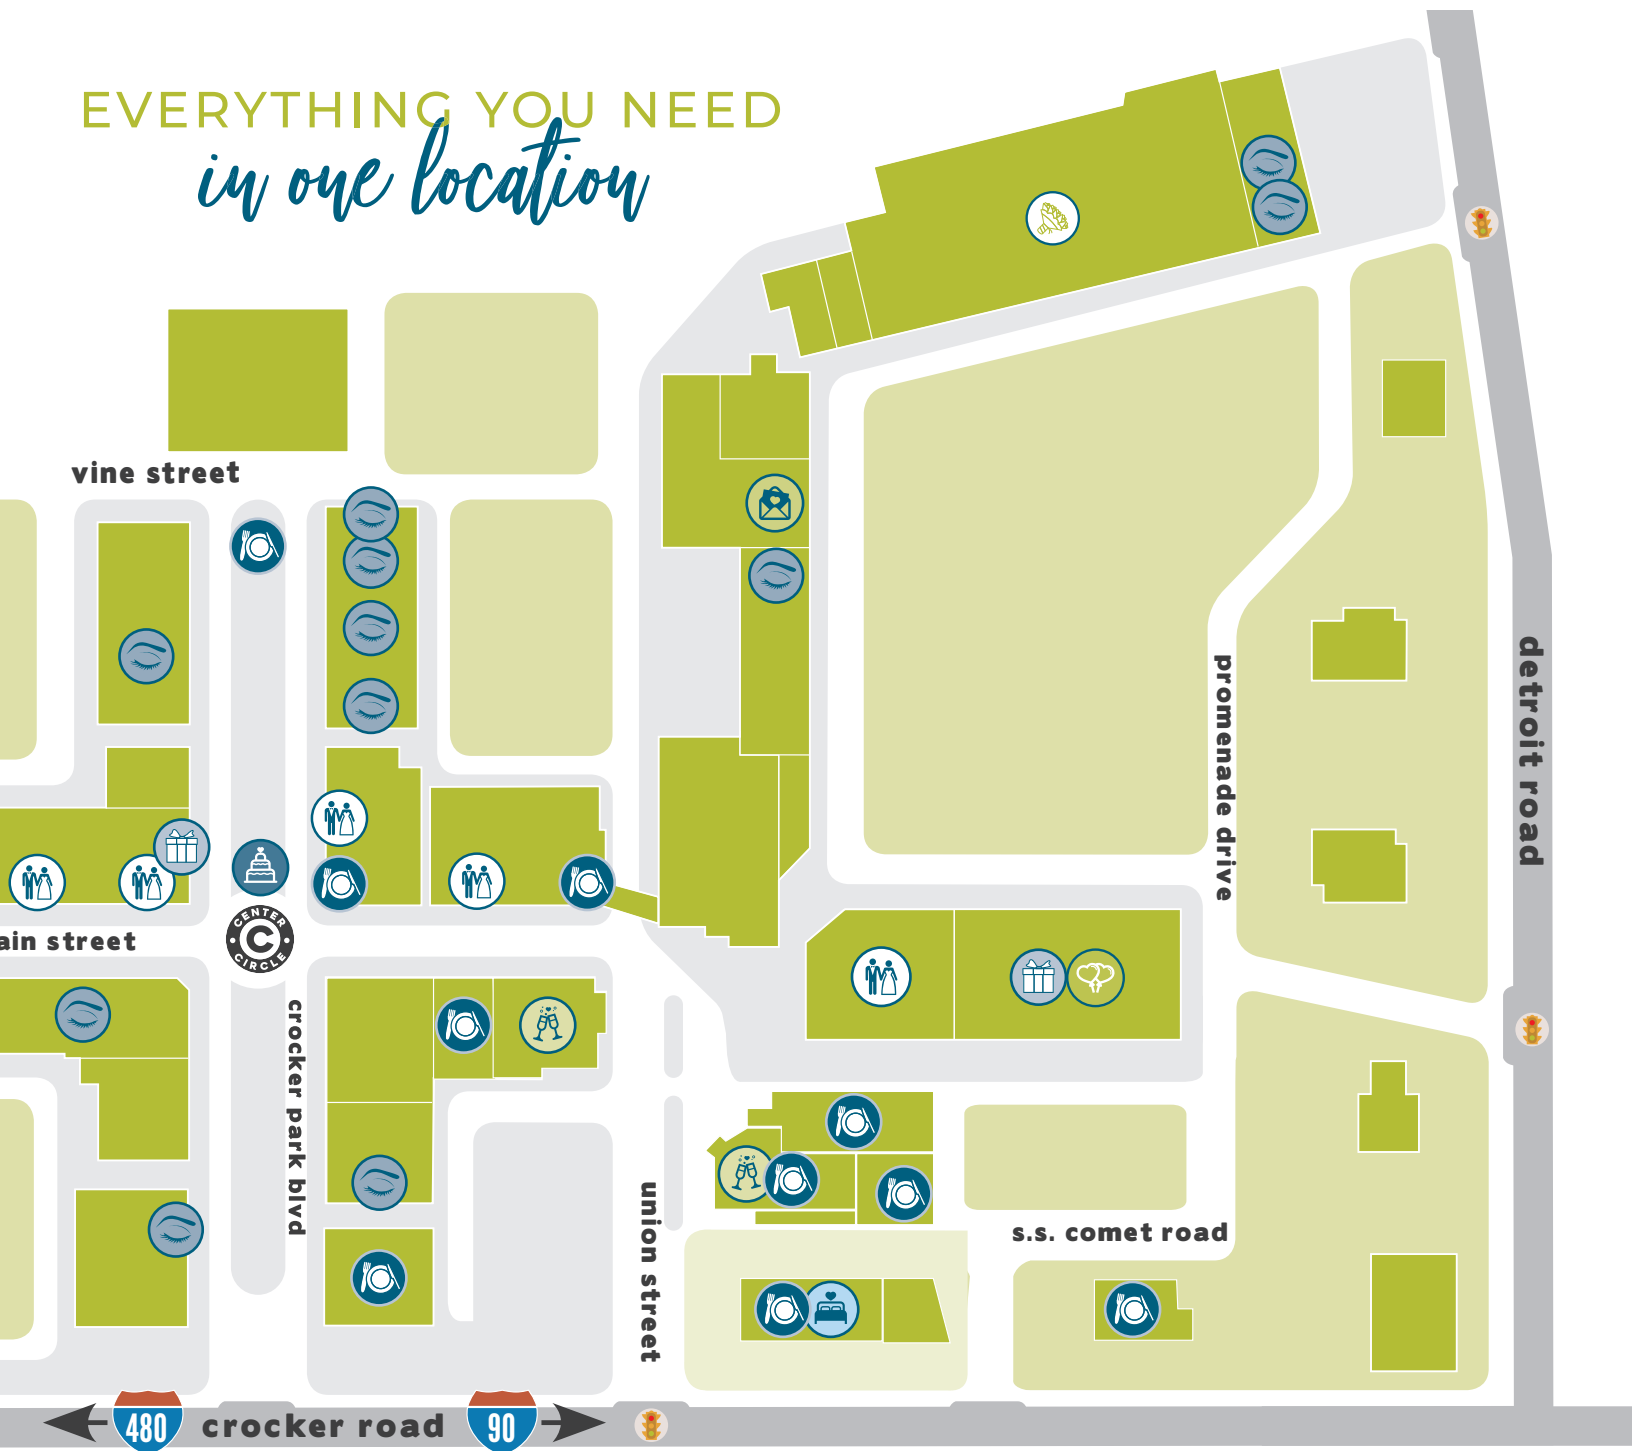 EVERYTHING YOU NEED
in one location
vine street
ain street
CENTER
C
CIRCLE
crocker park blvd
union street
promenade drive
detroit road
s.s. comet road
480
crocker road
90